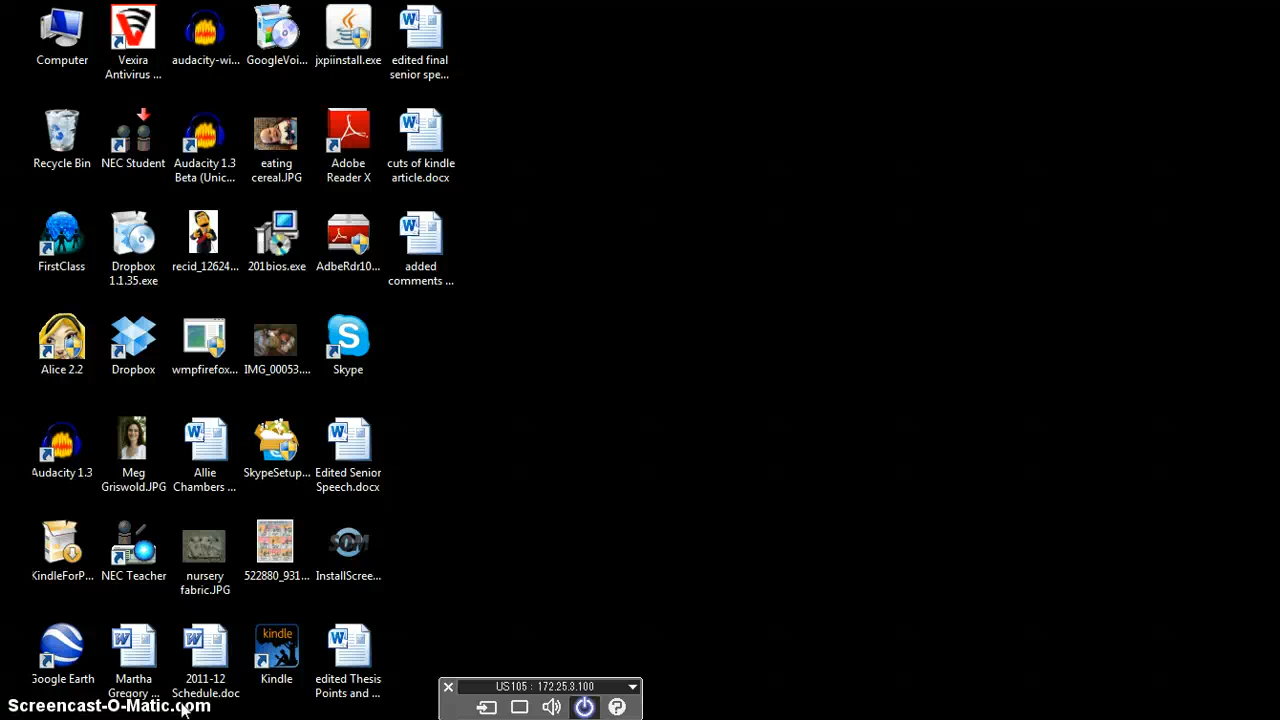 Computer
Vexira
Antivirus ...
audacity-wi...
GoogleVoi...
jxpiinstall.exe
edited final
senior spe...
Recycle Bin
NEC Student
Audacity 1.3
Beta (Unic...
eating
cereal.JPG
Adobe
Reader X
cuts of kindle
article.docx
FirstClass
Dropbox
1.1.35.exe
recid_12624...
201bios.exe
AdbeRdr10...
added
comments ...
Alice 2.2
Dropbox
wmpfirefox...
IMG_00053....
Skype
Audacity 1.3
Meg
Griswold.JPG
Allie
Chambers ...
SkypeSetup...
Edited Senior
Speech.docx
KindleForP...
NEC Teacher
nursery
fabric.JPG
522880_931...
SOM
InstallScree...
Google Earth
Martha
Gregory ...
2011-12
Schedule.doc
kindle
Kindle
edited Thesis
Points and ...
Screencast-O-Matic.com
US105 : 172.25.3.100